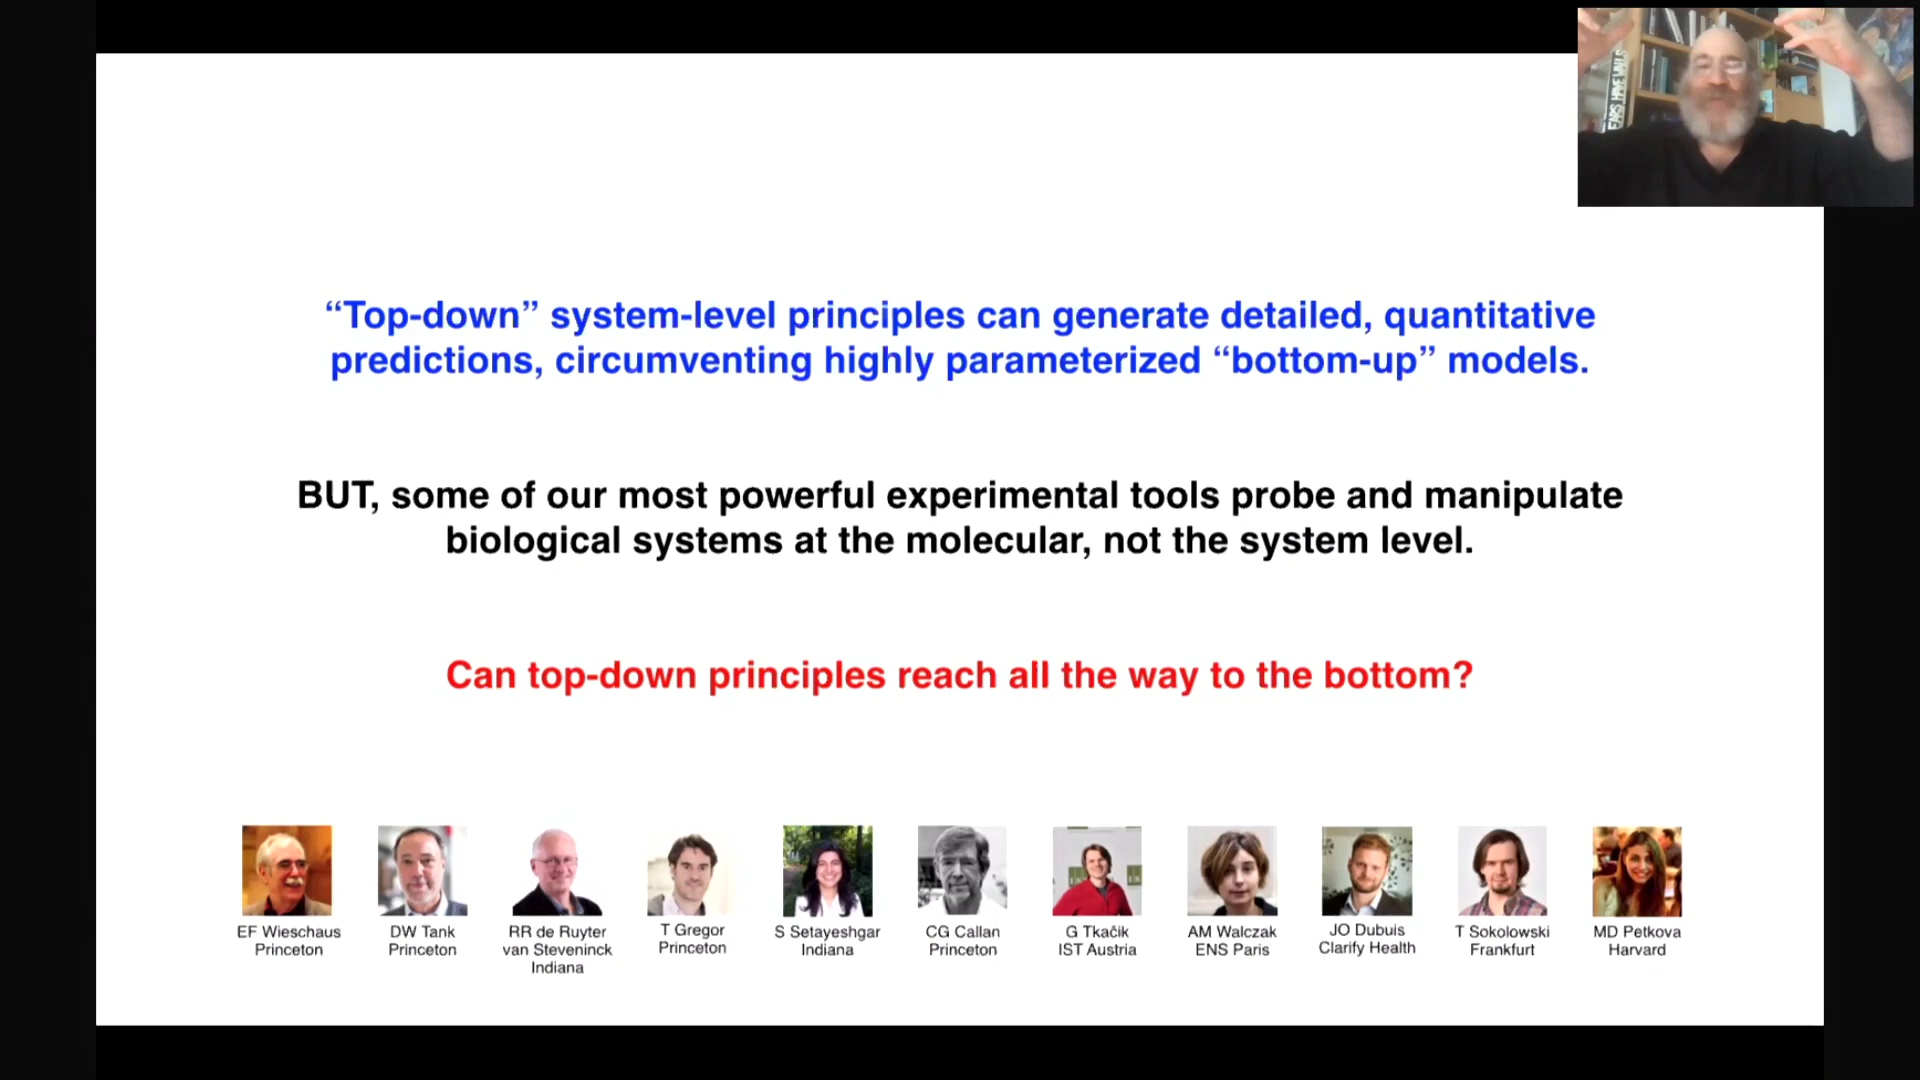 “Top-down” system-level principles can generate detailed, quantitative
predictions, circumventing highly parameterized “bottom-up” models.
BUT, some of our most powerful experimental tools probe and manipulate
biological systems at the molecular, not the system level.
Can top-down principles reach all the way to the bottom?
EF Wieschaus
Princeton
DW Tank
Princeton
RR de Ruyter
van Steveninck
Indiana
T Gregor
Princeton
S Setayeshgar
Indiana
CG Callan
Princeton
G Tkačik
IST Austria
AM Walczak
ENS Paris
JO Dubuis
Clarify Health
T Sokolowski
Frankfurt
MD Petkova
Harvard